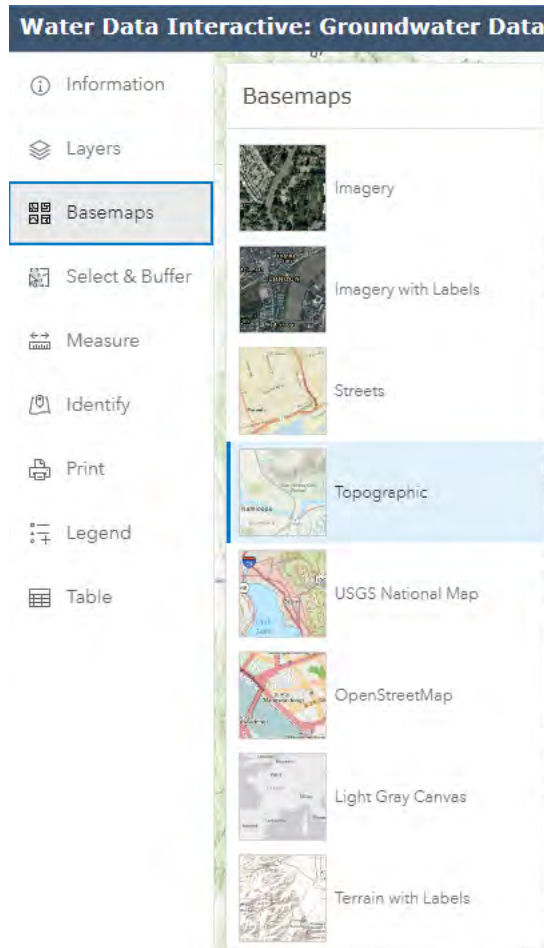 Water Data Interactive: Groundwater Data
Information
Layers
Basemaps
Select & Buffer
Measure
Identify
Print
Legend
Table
Basemaps
Imagery
Imagery with Labels
Streets
Topographic
USGS National Map
OpenStreetMap
Light Gray Canvas
Terrain with Labels